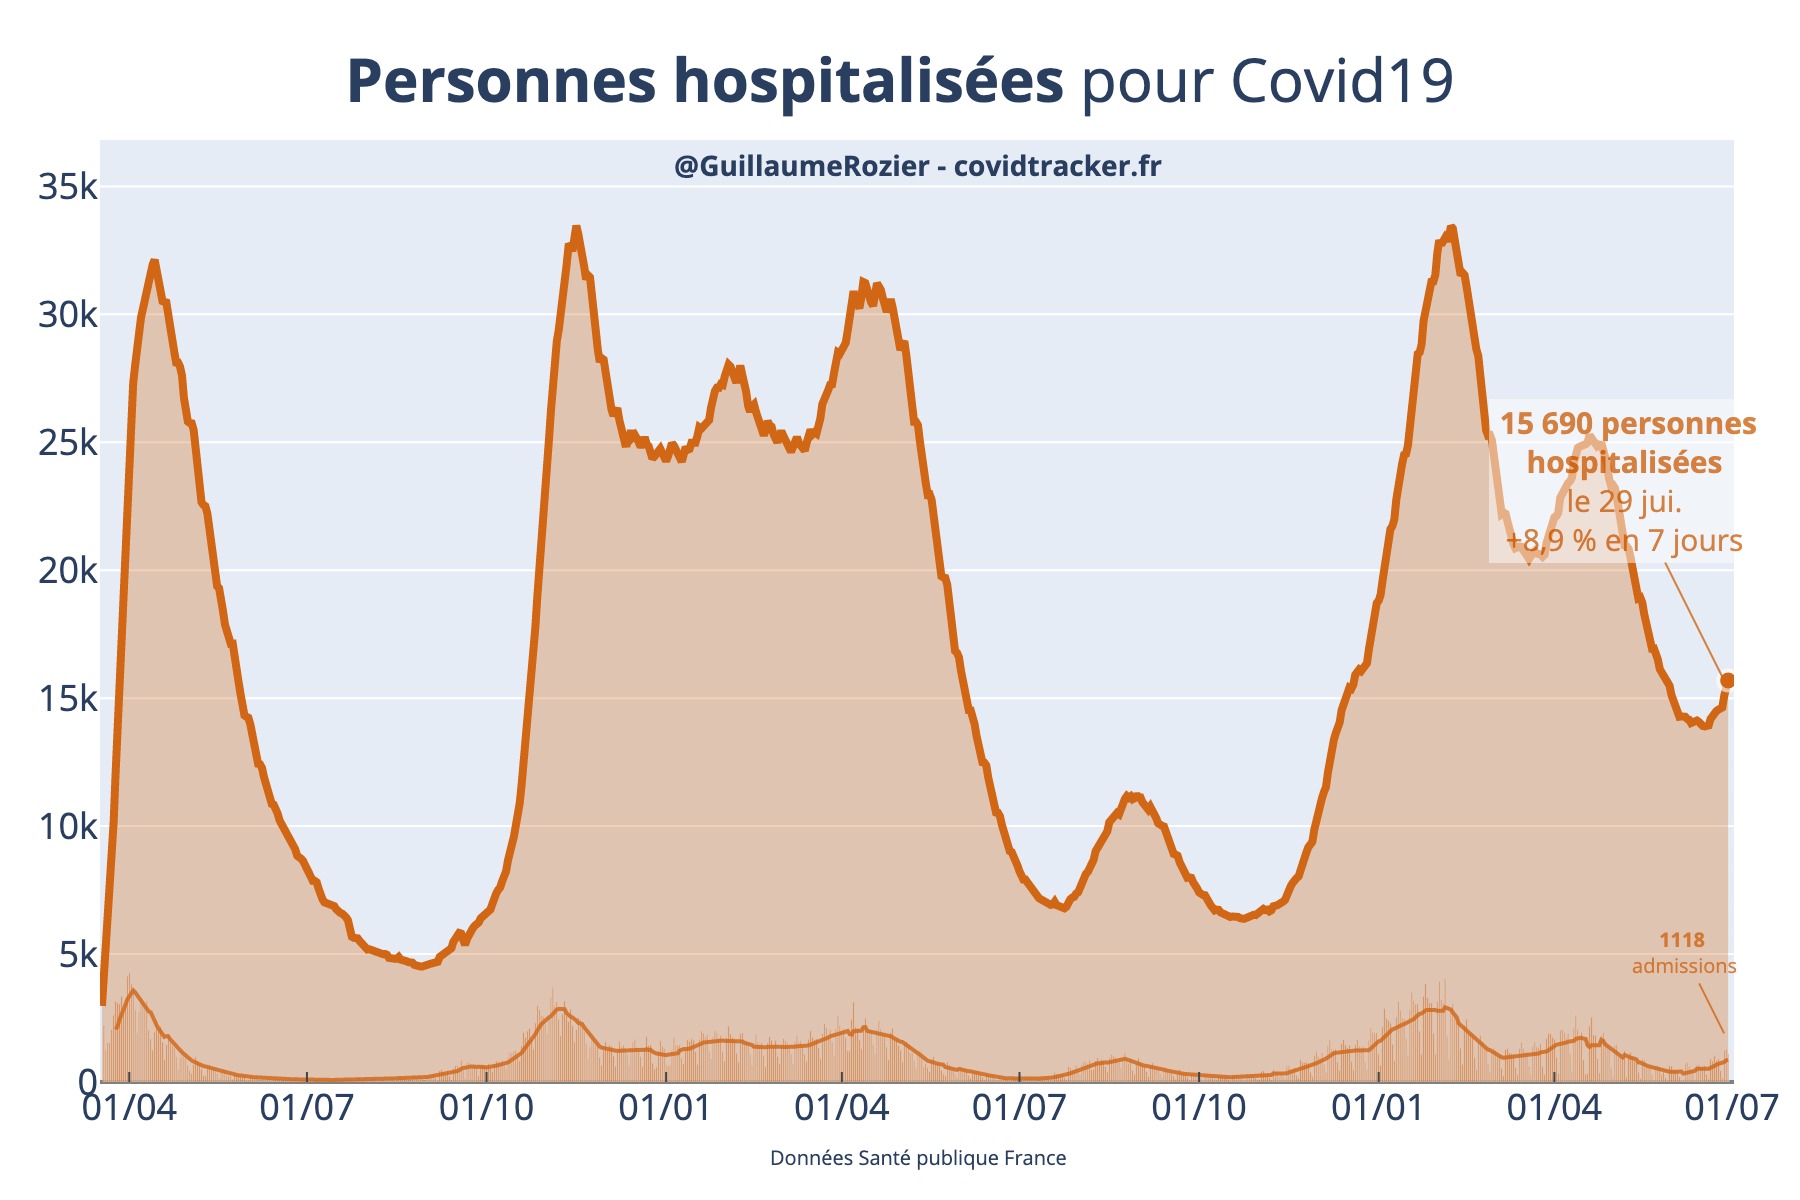 Personnes hospitalisées pour Covid19
@GuillaumeRozier - covidtracker.fr
35k
30k
25k
20k
15k
10k
5k
0
15 690 personnes
hospitalisées
le 29 jui.
+8,9 % en 7 jours
1118
admissions
01/04
01/07
01/10
01/01
01/04
01/07
01/10
01/01
01/04
01/07
Données Santé publique France